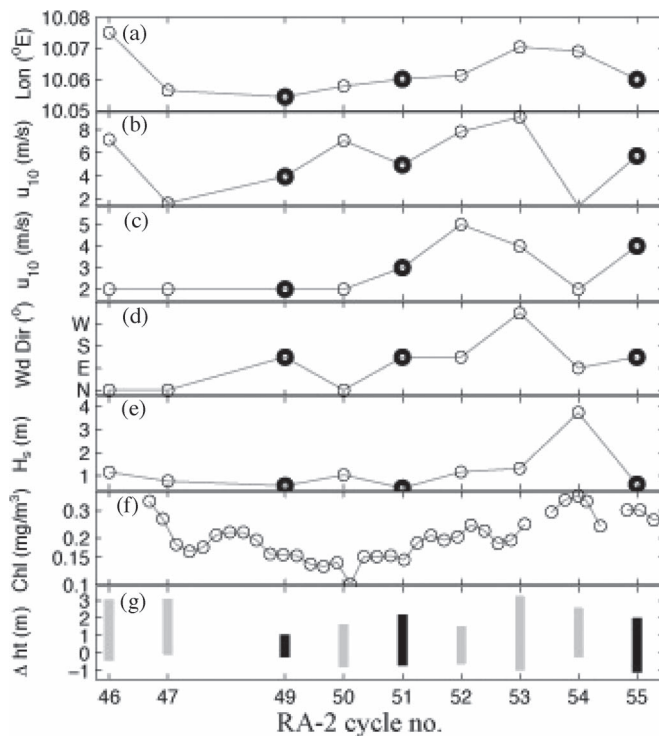 (a)
Lon (°E)
10.08
10.07
10.06
10.05
(b)
u10 (m/s)
8
6
4
2
(c)
u10 (m/s)
5
4
3
2
(d)
Wd Dir (°)
W
S
E
N
(e)
Hs (m)
4
3
2
1
(f)
Chl (mg/m³)
0.3
0.15
0.1
(g)
Δ ht (m)
3
2
1
0
−1
46 47 49 50 51 52 53 54 55
RA-2 cycle no.